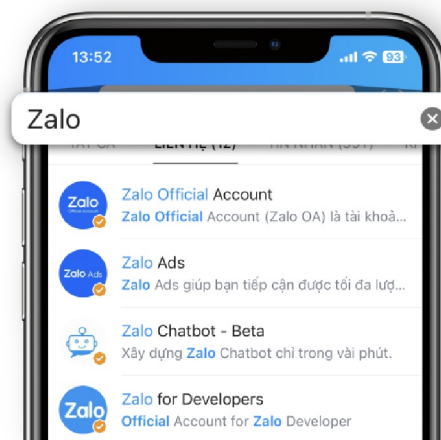 13:52
93
Zalo
LIÊN HỆ (12)
Zalo
Zalo Official Account
Zalo Official Account (Zalo OA) là tài khoả...
Zalo Ads
Zalo Ads
Zalo Ads giúp bạn tiếp cận được tối đa lượ...
Zalo Chatbot - Beta
Xây dựng Zalo Chatbot chỉ trong vài phút.
Zalo
Zalo for Developers
Official Account for Zalo Developer